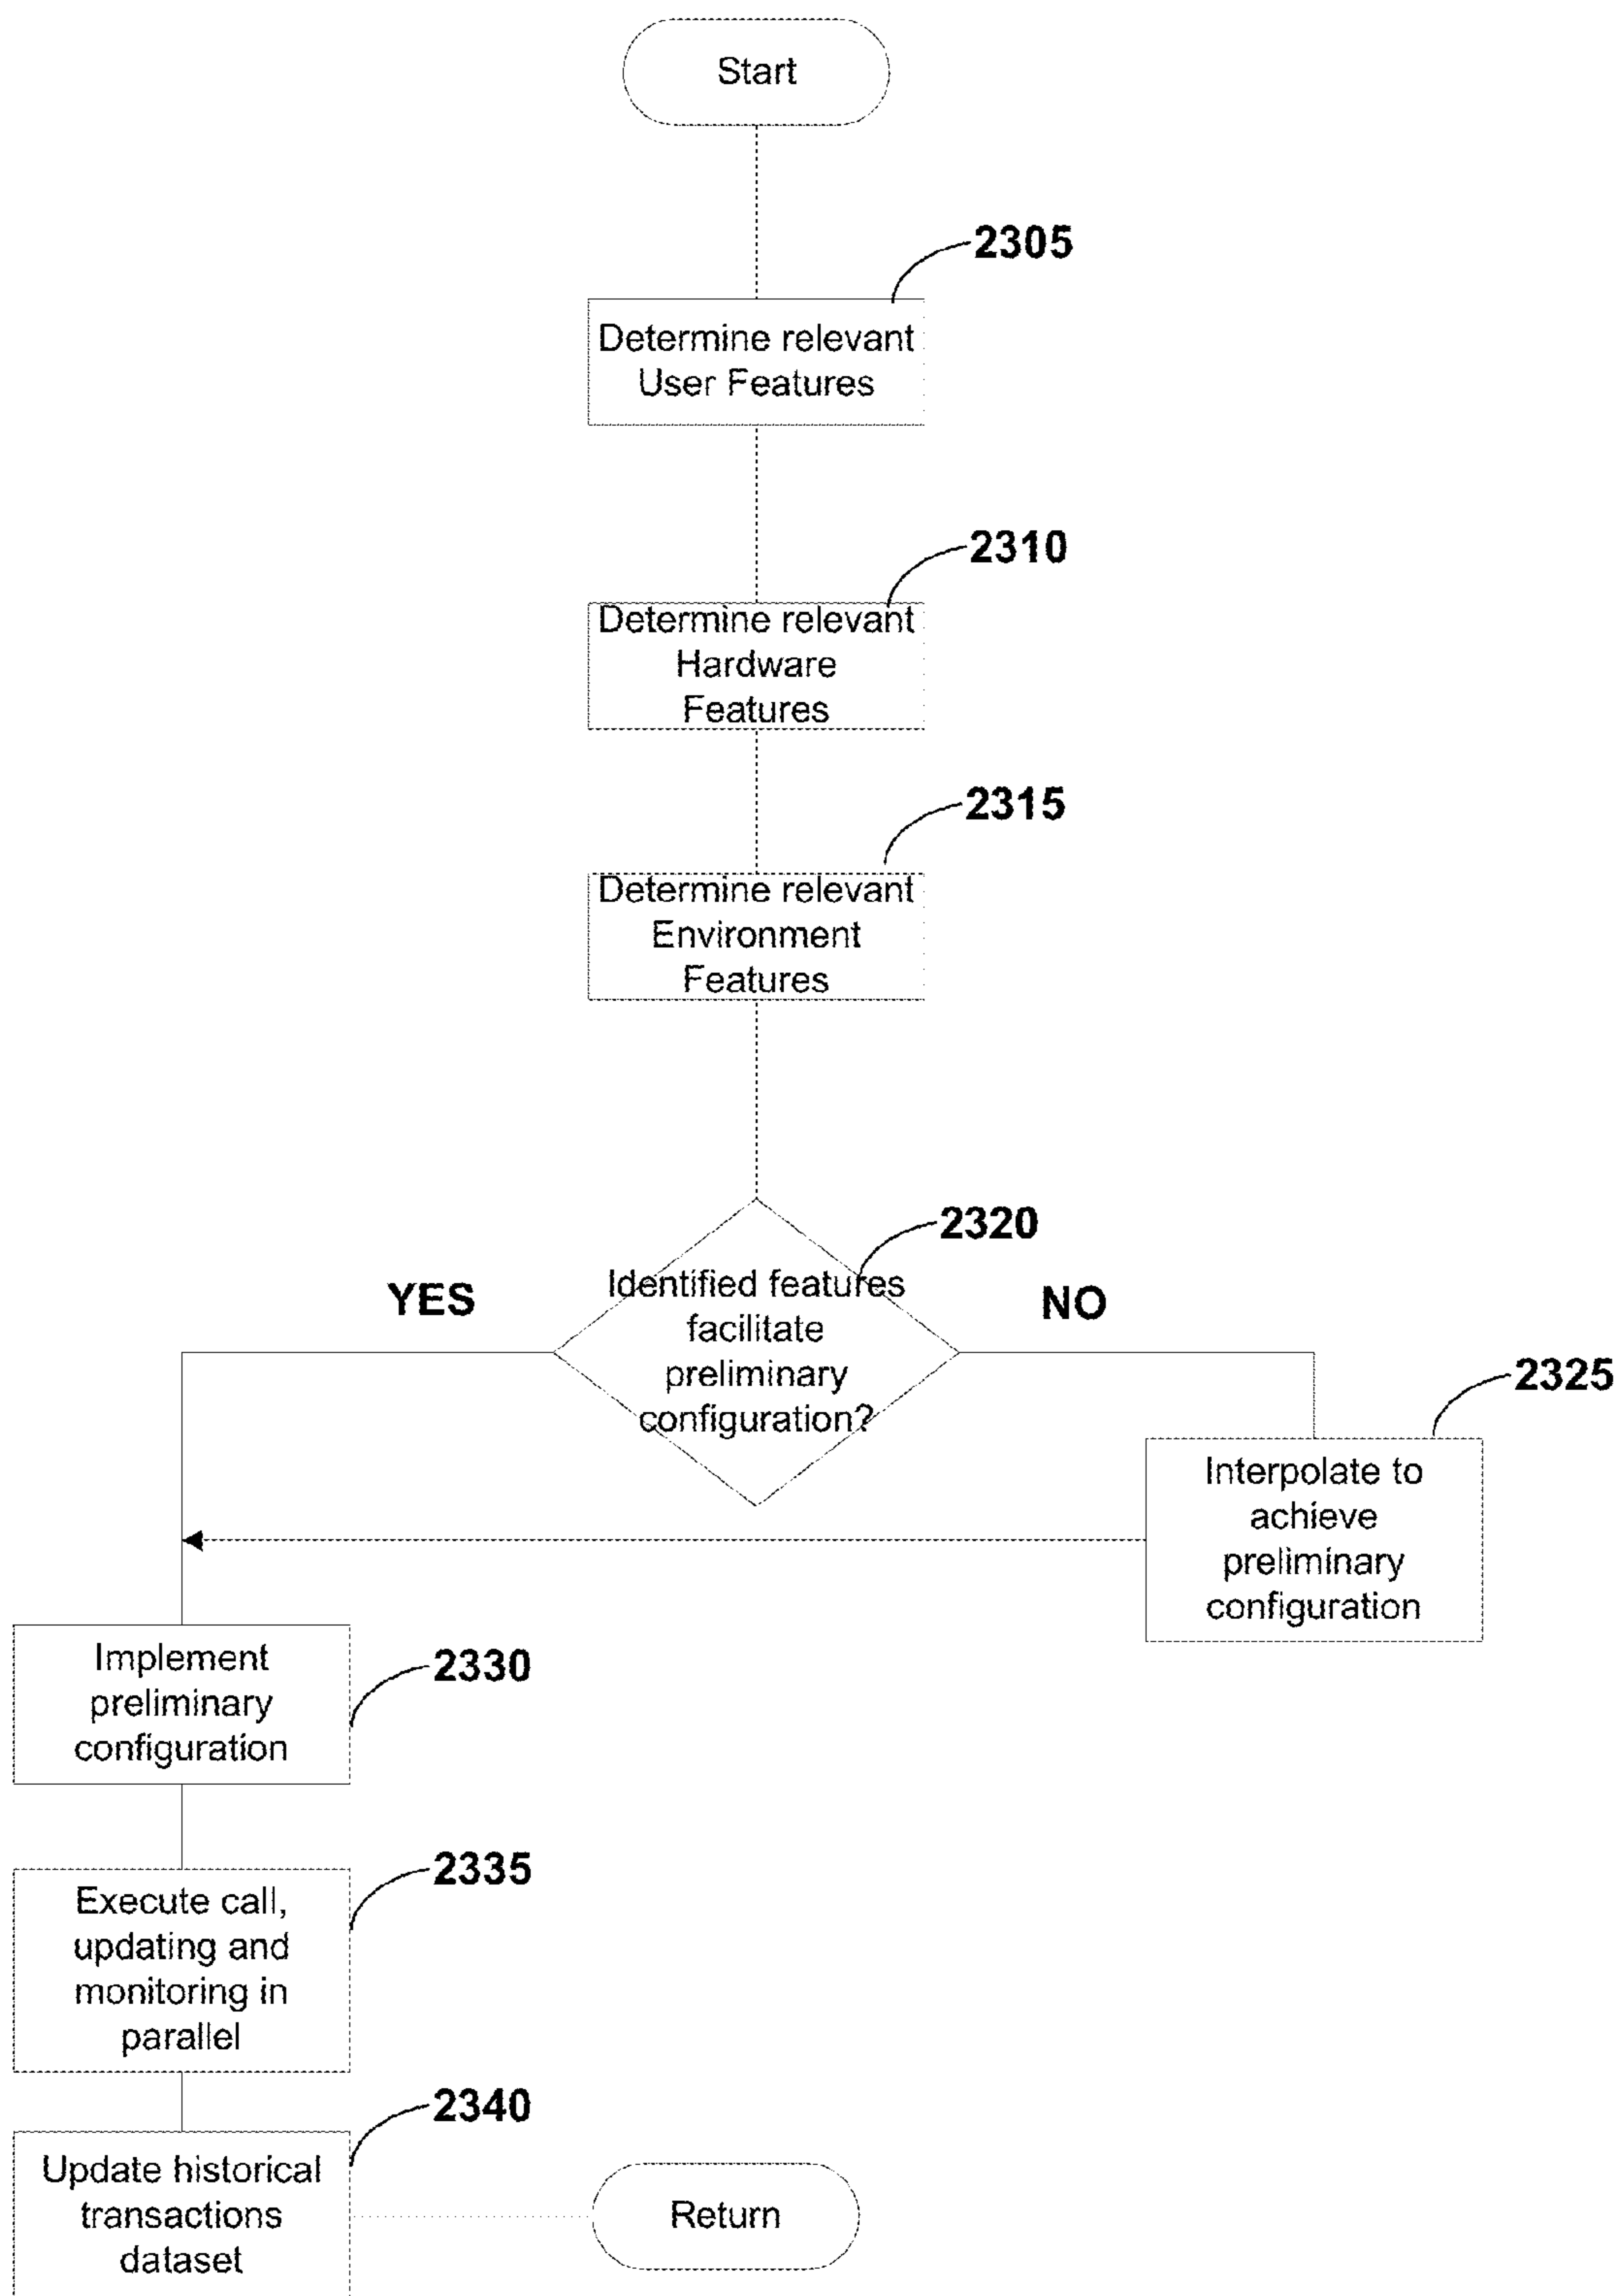 Start
2305
Determine relevant
User Features
2310
Determine relevant
Hardware
Features
2315
Determine relevant
Environment
Features
2320
Identified features
facilitate
preliminary
configuration?
YES
NO
2325
Interpolate to
achieve
preliminary
configuration
Implement
preliminary
configuration
2330
Execute call,
updating and
monitoring in
parallel
2335
Update historical
transactions
dataset
2340
Return